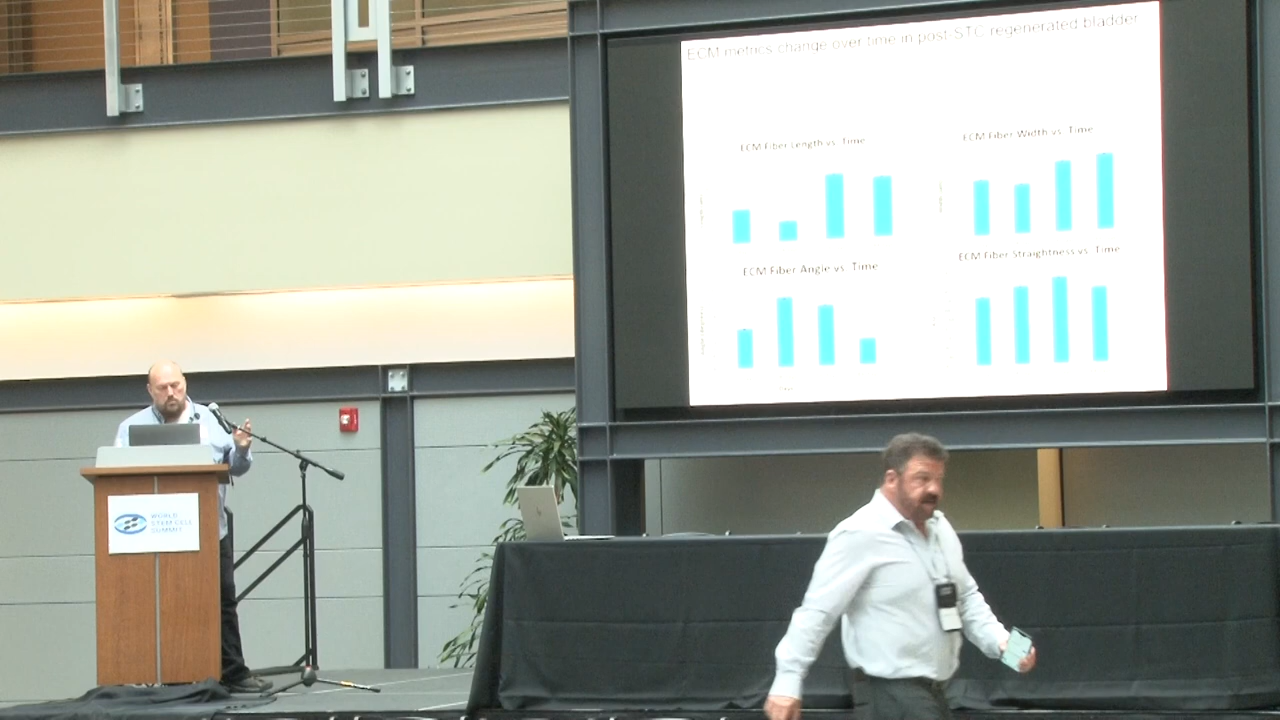 ECM metrics change over time in post-STC regenerated bladder
ECM Fiber Length vs. Time
ECM Fiber Width vs. Time
ECM Fiber Angle vs. Time
ECM Fiber Straightness vs. Time
WORLD
STEM CELL
SUMMIT